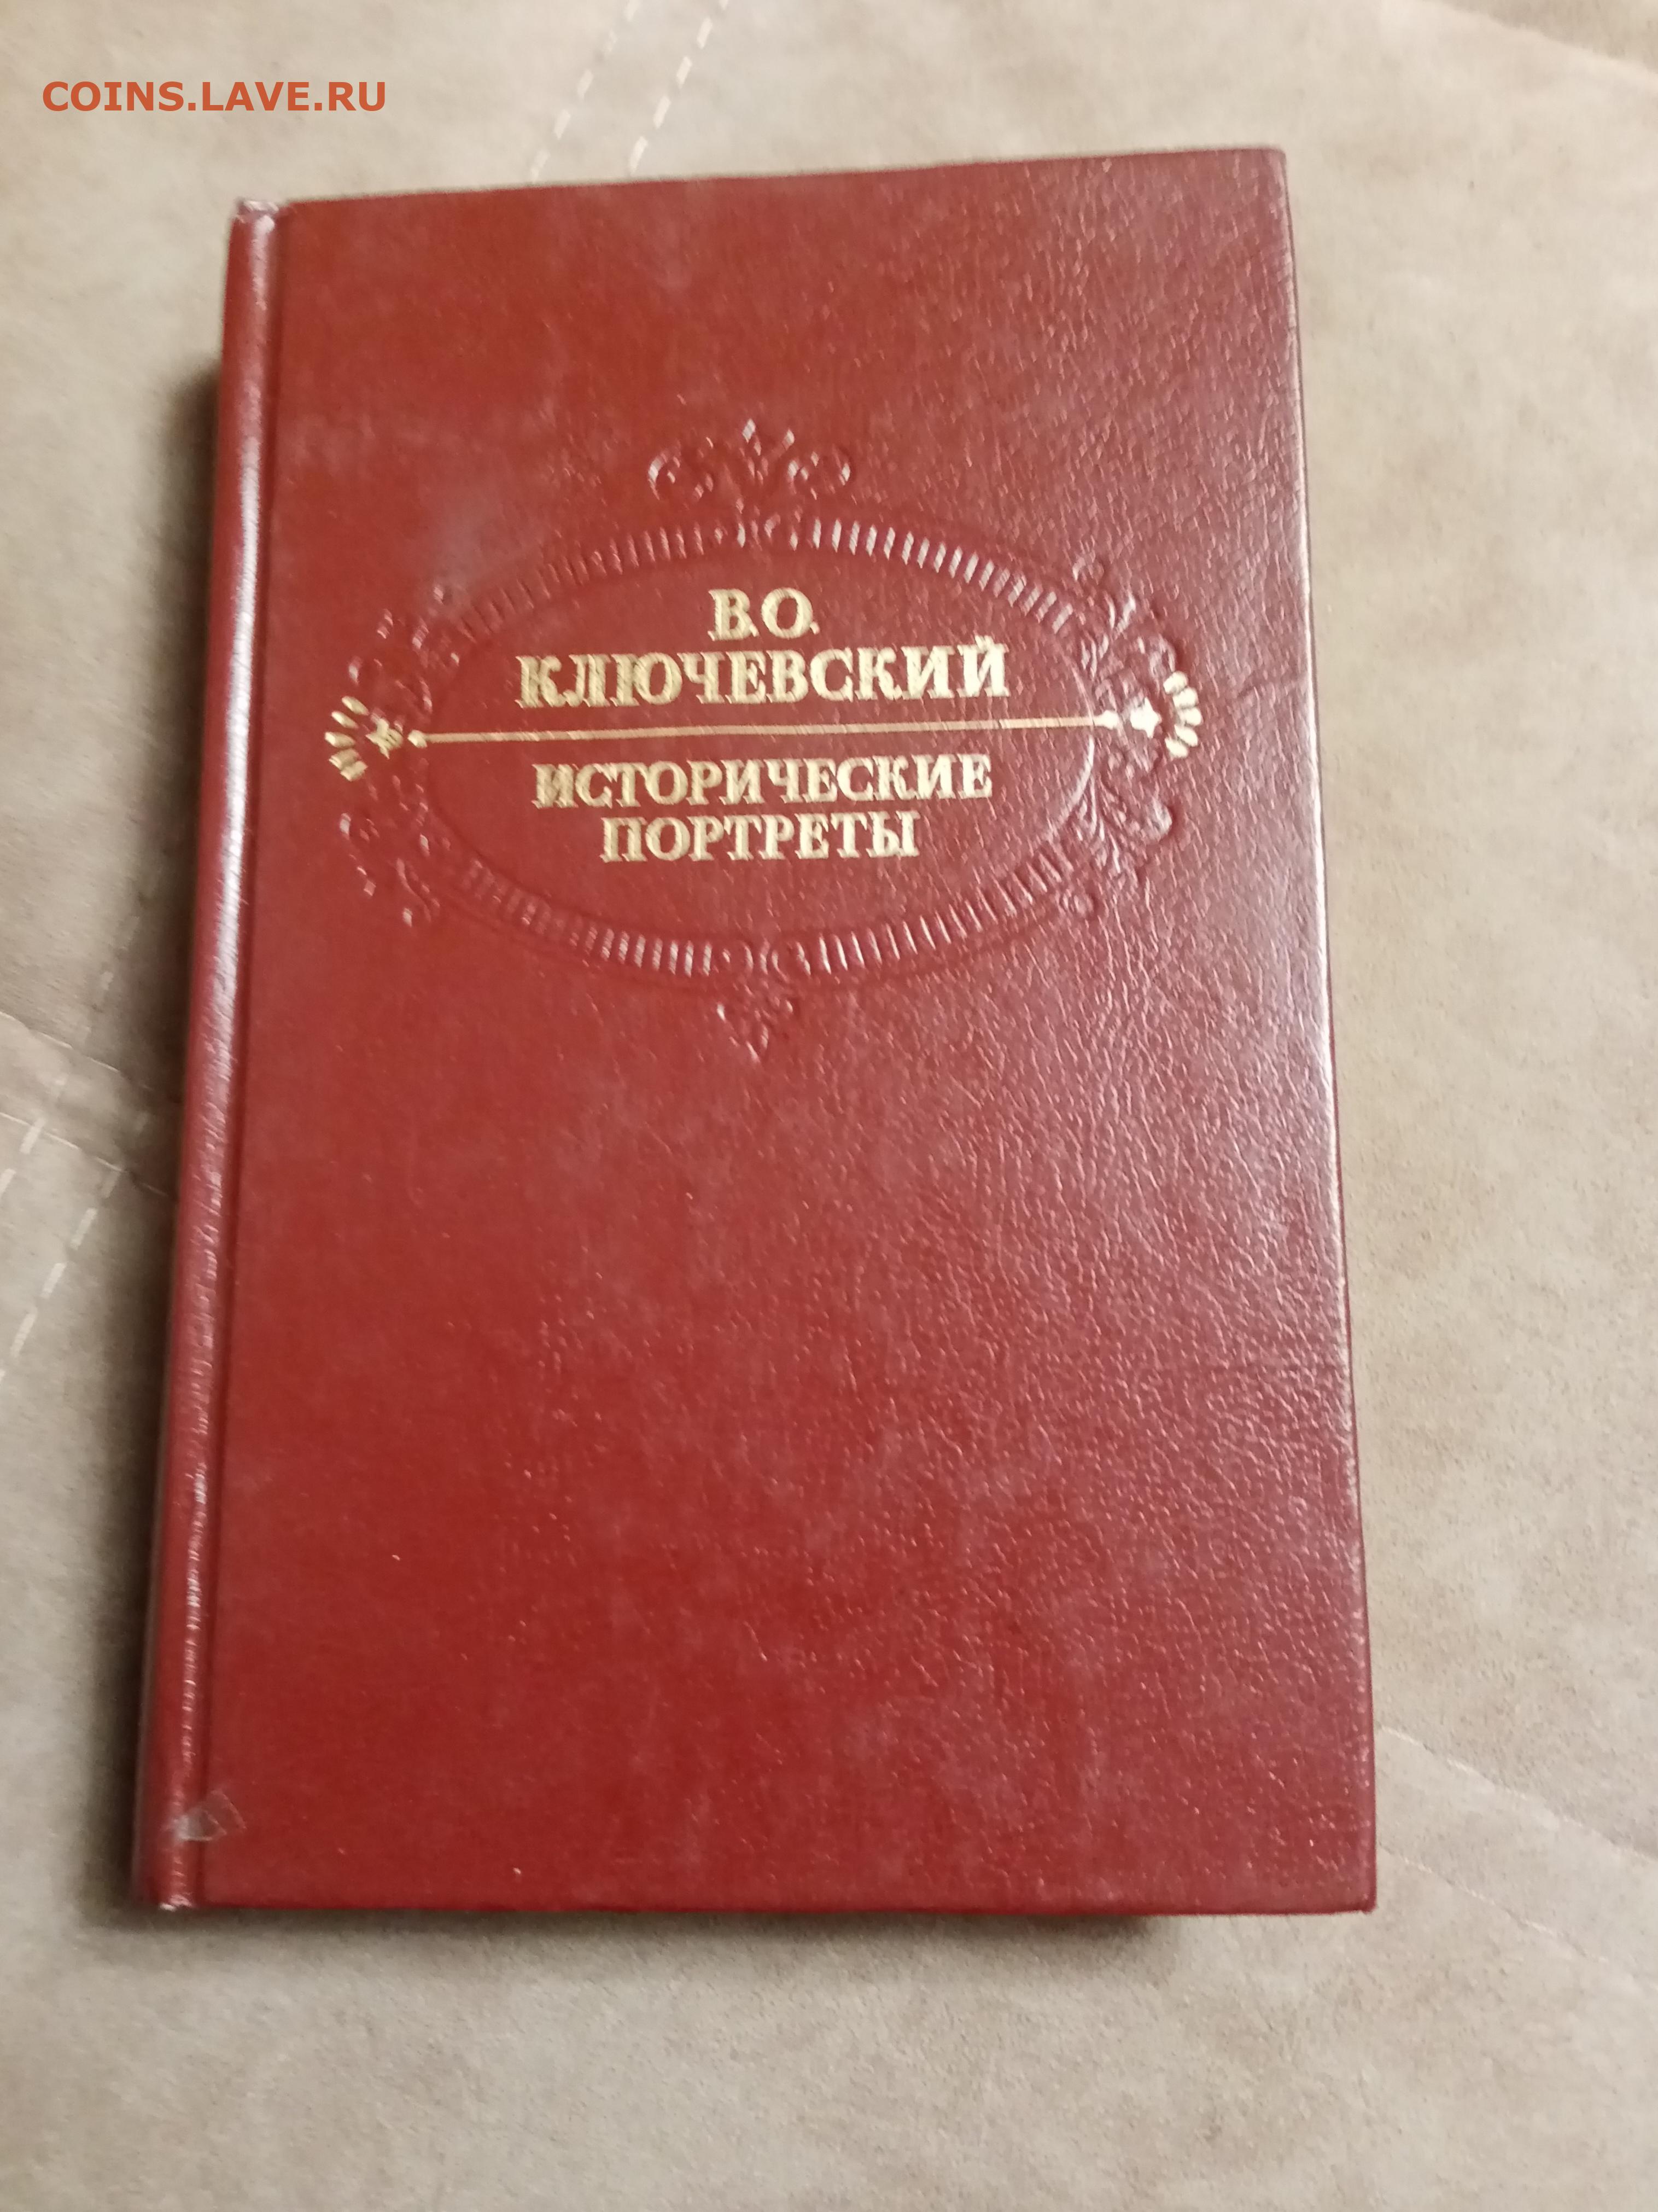 COINS.LAVE.RU
В.О.
КЛЮЧЕВСКИЙ
ИСТОРИЧЕСКИЕ
ПОРТРЕТЫ